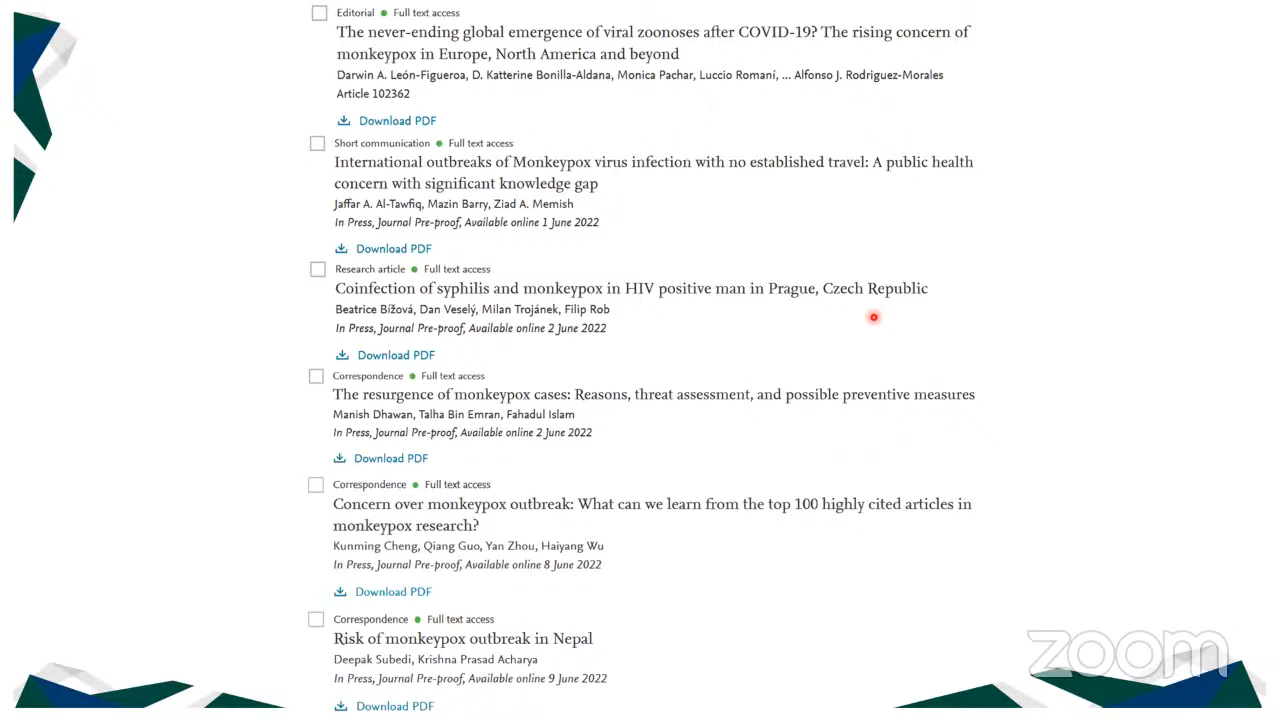 Editorial ● Full text access
The never-ending global emergence of viral zoonoses after COVID-19? The rising concern of
monkeypox in Europe, North America and beyond
Darwin A. León-Figueroa, D. Katterine Bonilla-Aldana, Monica Pachar, Luccio Romaní, ... Alfonso J. Rodriguez-Morales
Article 102362
Download PDF
Short communication ● Full text access
International outbreaks of Monkeypox virus infection with no established travel: A public health
concern with significant knowledge gap
Jaffar A. Al-Tawfiq, Mazin Barry, Ziad A. Memish
In Press, Journal Pre-proof, Available online 1 June 2022
Download PDF
Research article ● Full text access
Coinfection of syphilis and monkeypox in HIV positive man in Prague, Czech Republic
Beatrice Bížová, Dan Veselý, Milan Trojánek, Filip Rob
In Press, Journal Pre-proof, Available online 2 June 2022
Download PDF
Correspondence ● Full text access
The resurgence of monkeypox cases: Reasons, threat assessment, and possible preventive measures
Manish Dhawan, Talha Bin Emran, Fahadul Islam
In Press, Journal Pre-proof, Available online 2 June 2022
Download PDF
Correspondence ● Full text access
Concern over monkeypox outbreak: What can we learn from the top 100 highly cited articles in
monkeypox research?
Kunming Cheng, Qiang Guo, Yan Zhou, Haiyang Wu
In Press, Journal Pre-proof, Available online 8 June 2022
Download PDF
Correspondence ● Full text access
Risk of monkeypox outbreak in Nepal
Deepak Subedi, Krishna Prasad Acharya
In Press, Journal Pre-proof, Available online 9 June 2022
Download PDF
zoom